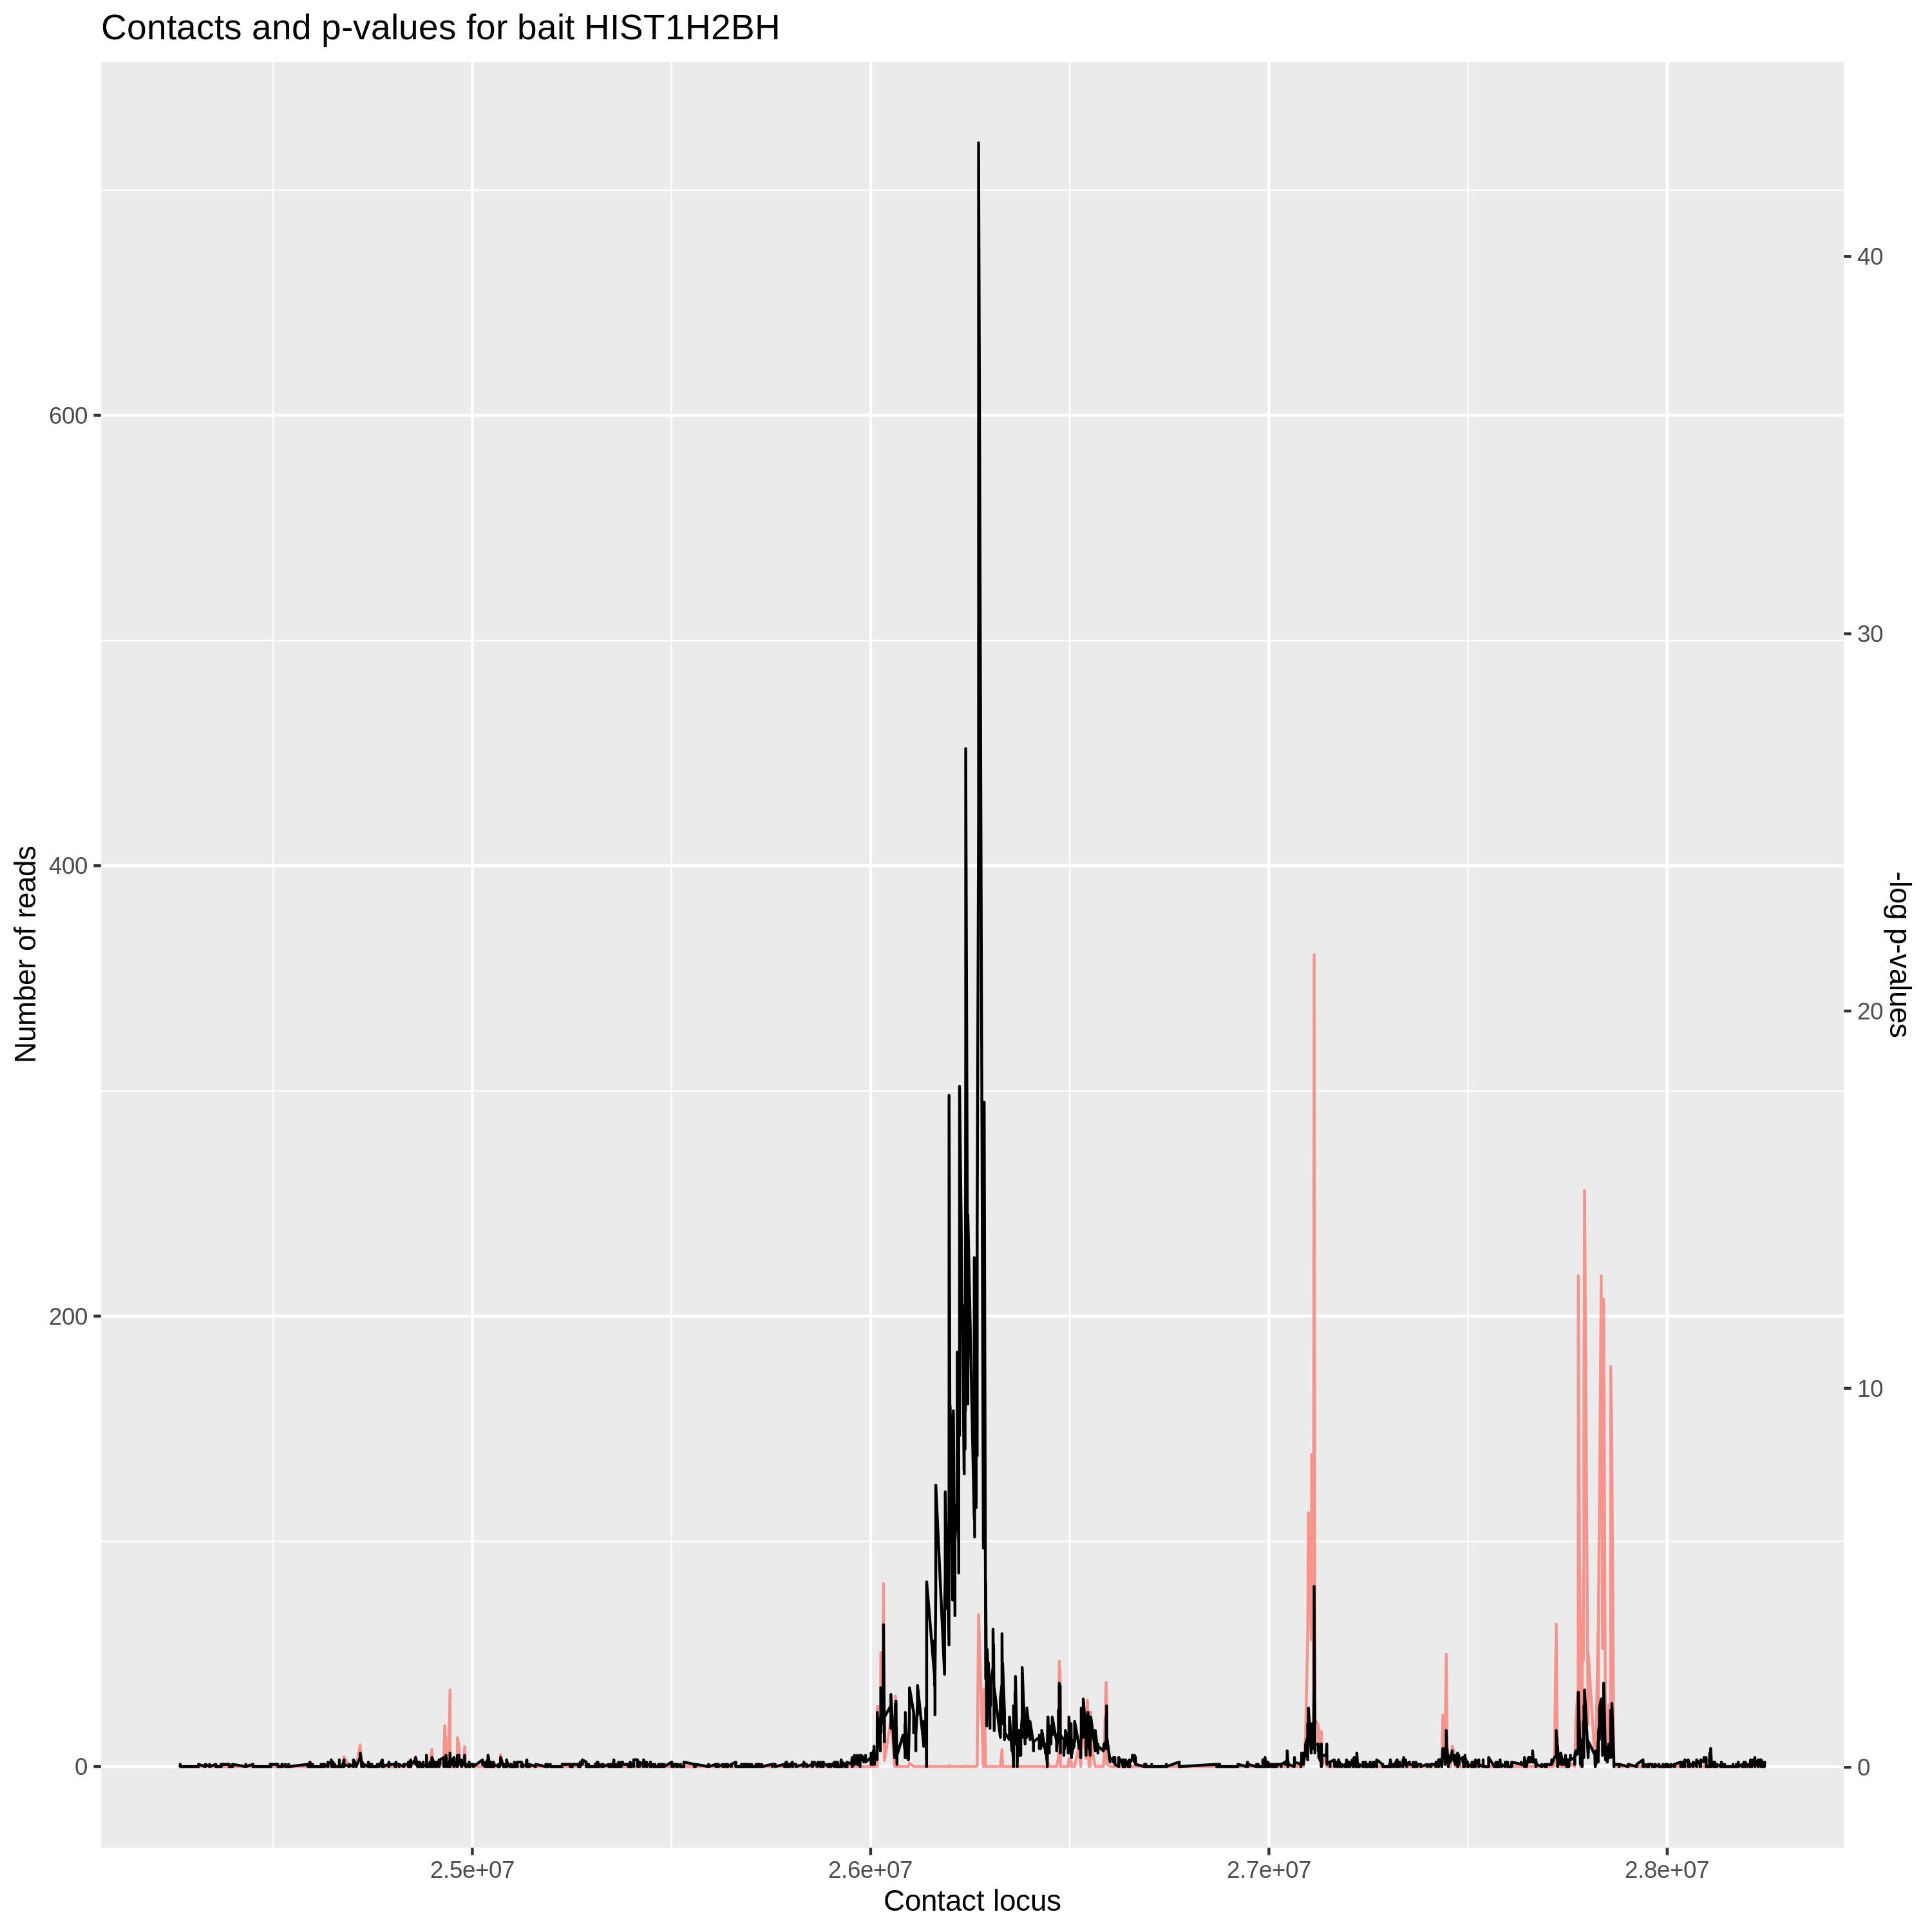 Contacts and p-values for bait HIST1H2BH
600
400
200
0
Number of reads
40
30
20
10
0
-log p-values
2.5e+07
2.6e+07
2.7e+07
2.8e+07
Contact locus